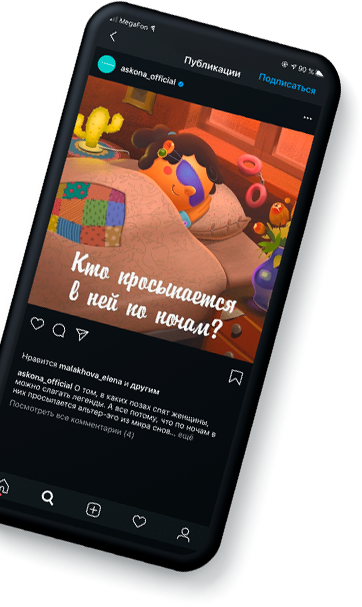 MegaFon
90 %
Публикации
Подписаться
askona_official
Кто просыпается
в ней по ночам?
Нравится malakhova_elena и другим
askona_official О том, в каких позах спят женщины,
можно слагать легенды. А все потому, что по ночам в
них просыпается альтер-эго из мира снов... ещё
Посмотреть все комментарии (4)